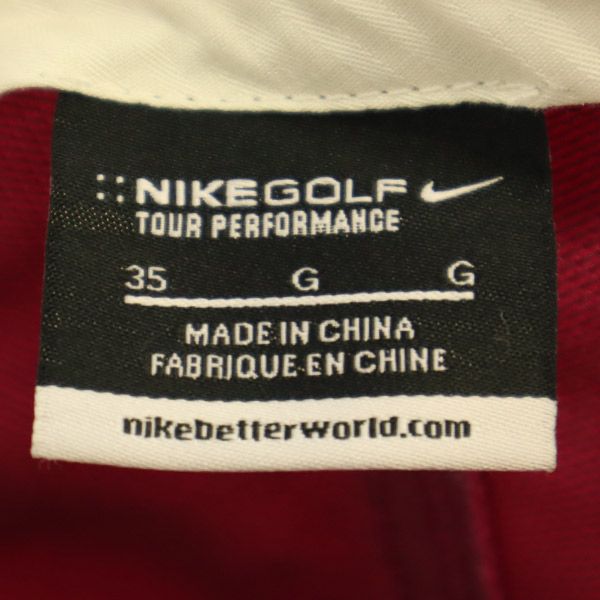 NIKEGOLF
TOUR PERFORMANCE
35 G G
MADE IN CHINA
FABRIQUE EN CHINE
nikebetterworld.com